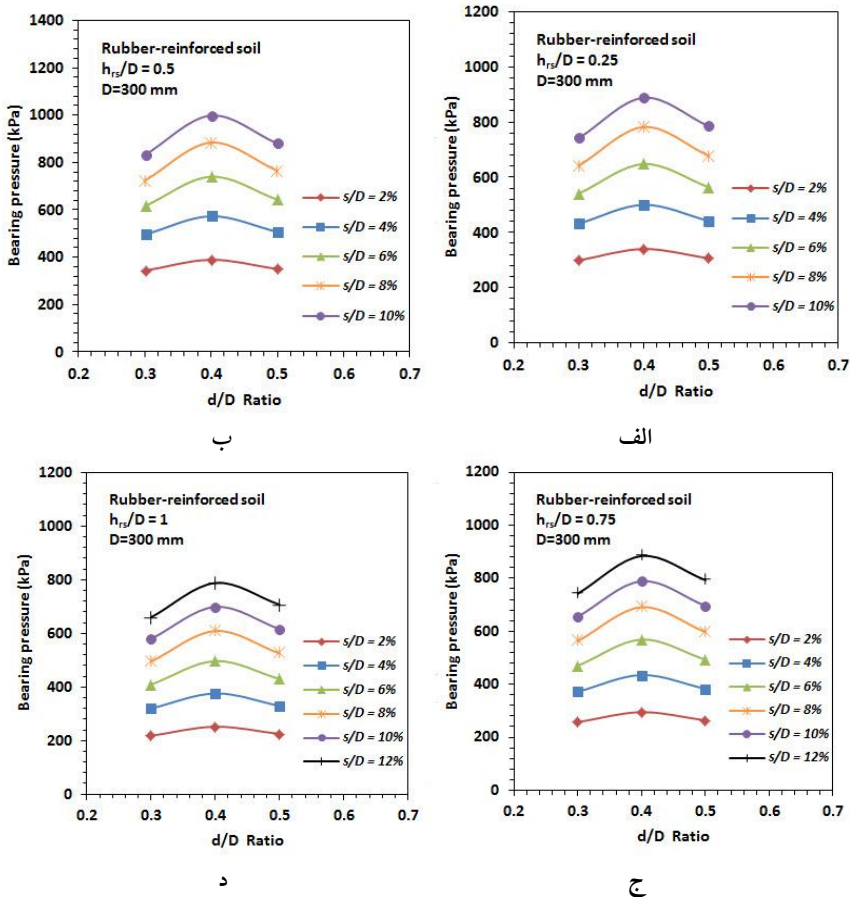 Rubber-reinforced soil
hrs/D = 0.5
D=300 mm
Bearing pressure (kPa)
1400
1200
1000
800
600
400
200
0
s/D = 2%
s/D = 4%
s/D = 6%
s/D = 8%
s/D = 10%
0.2 0.3 0.4 0.5 0.6 0.7
d/D Ratio
ب
Rubber-reinforced soil
hrs/D = 0.25
D=300 mm
Bearing pressure (kPa)
1200
1000
800
600
400
200
0
s/D = 2%
s/D = 4%
s/D = 6%
s/D = 8%
s/D = 10%
0.2 0.3 0.4 0.5 0.6 0.7
d/D Ratio
الف
Rubber-reinforced soil
hrs/D = 1
D=300 mm
Bearing pressure (kPa)
1200
1000
800
600
400
200
0
s/D = 2%
s/D = 4%
s/D = 6%
s/D = 8%
s/D = 10%
s/D = 12%
0.2 0.3 0.4 0.5 0.6 0.7
d/D Ratio
د
Rubber-reinforced soil
hrs/D = 0.75
D=300 mm
Bearing pressure (kPa)
1200
1000
800
600
400
200
0
s/D = 2%
s/D = 4%
s/D = 6%
s/D = 8%
s/D = 10%
s/D = 12%
0.2 0.3 0.4 0.5 0.6 0.7
d/D Ratio
ج